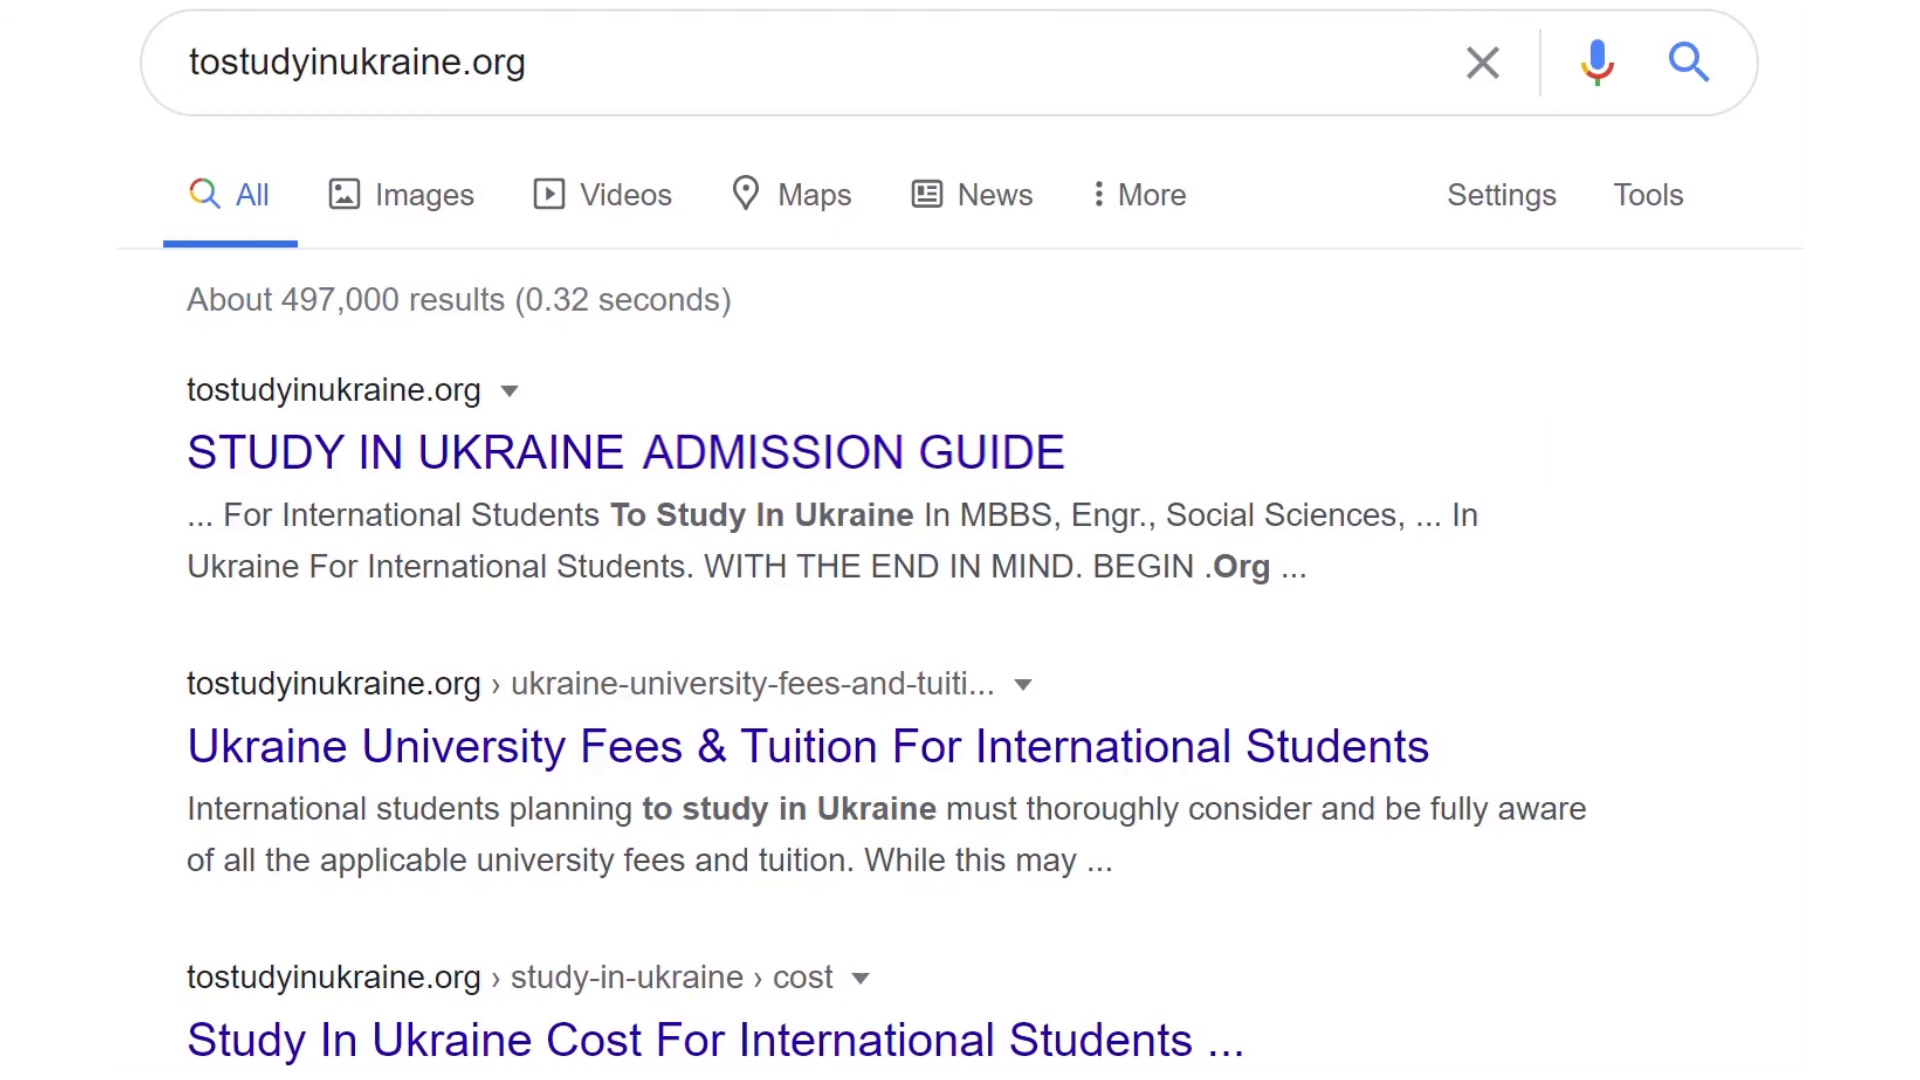 tostudyinukraine.org
All Images Videos Maps News More Settings Tools
About 497,000 results (0.32 seconds)
tostudyinukraine.org
STUDY IN UKRAINE ADMISSION GUIDE
... For International Students To Study In Ukraine In MBBS, Engr., Social Sciences, ... In
Ukraine For International Students. WITH THE END IN MIND. BEGIN .Org ...
tostudyinukraine.org › ukraine-university-fees-and-tuiti...
Ukraine University Fees & Tuition For International Students
International students planning to study in Ukraine must thoroughly consider and be fully aware
of all the applicable university fees and tuition. While this may ...
tostudyinukraine.org › study-in-ukraine › cost
Study In Ukraine Cost For International Students ...